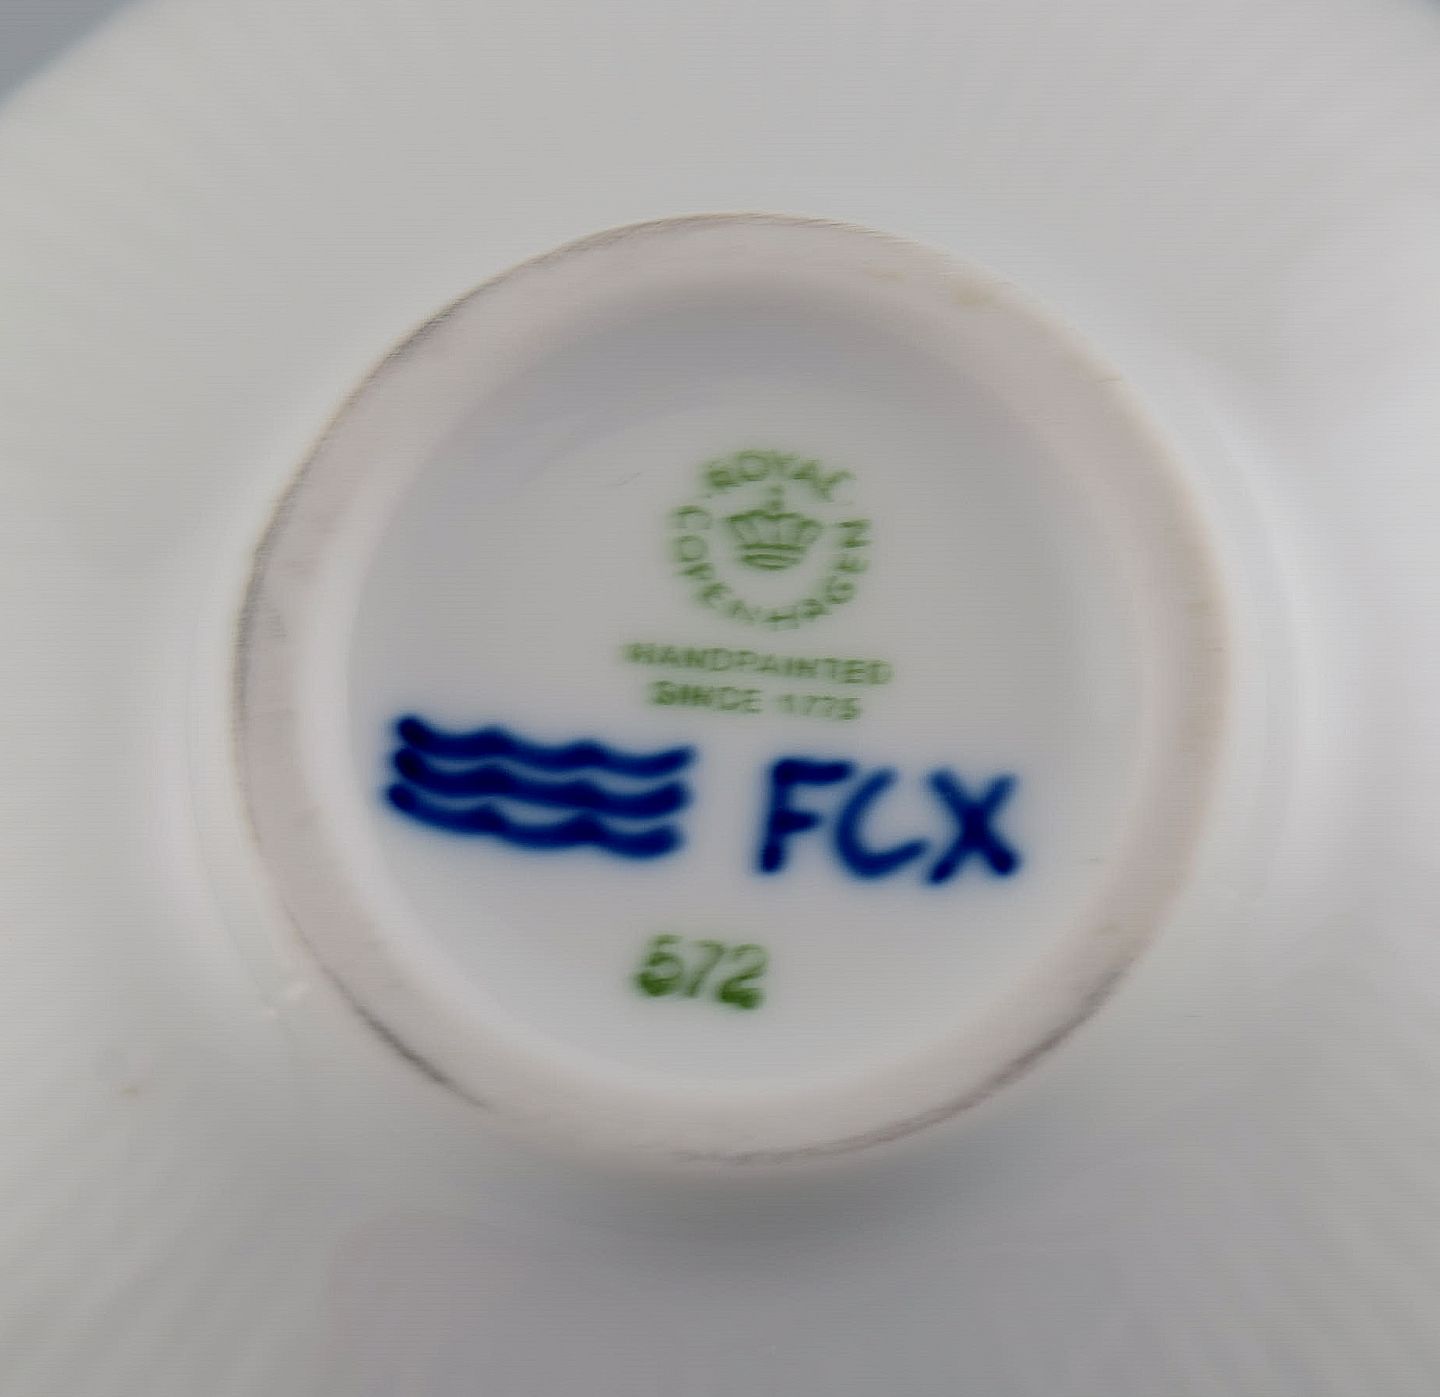 ROYAL COPENHAGEN
HANDPAINTED
SINCE 1775
FCX
572